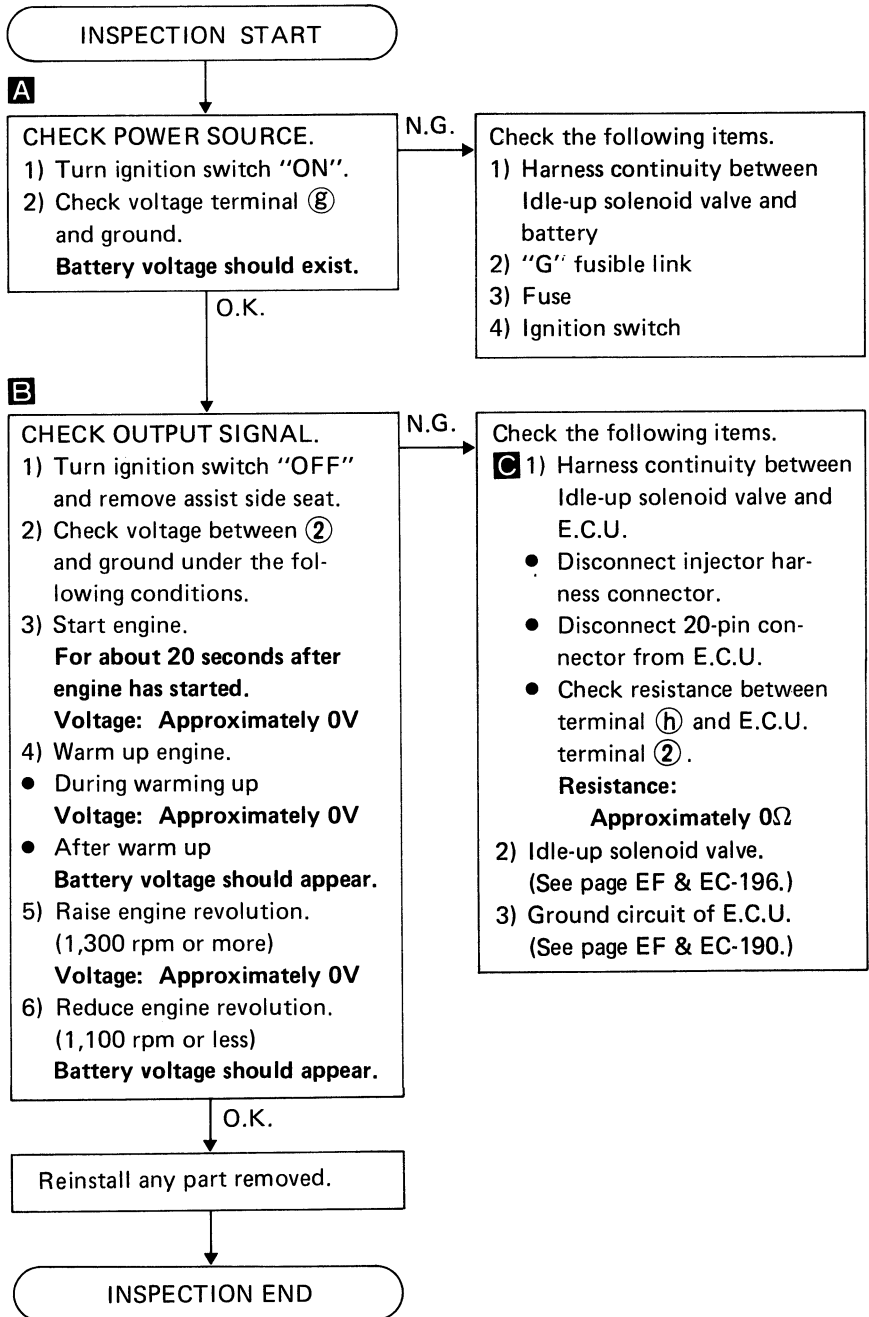 INSPECTION START
A
CHECK POWER SOURCE.
1) Turn ignition switch "ON".
2) Check voltage terminal ⓖ
and ground.
Battery voltage should exist.
N.G.
Check the following items.
1) Harness continuity between
Idle-up solenoid valve and
battery
2) "G" fusible link
3) Fuse
4) Ignition switch
O.K.
B
CHECK OUTPUT SIGNAL.
1) Turn ignition switch "OFF"
and remove assist side seat.
2) Check voltage between ②
and ground under the fol-
lowing conditions.
3) Start engine.
For about 20 seconds after
engine has started.
Voltage: Approximately 0V
4) Warm up engine.
● During warming up
Voltage: Approximately 0V
● After warm up
Battery voltage should appear.
5) Raise engine revolution.
(1,300 rpm or more)
Voltage: Approximately 0V
6) Reduce engine revolution.
(1,100 rpm or less)
Battery voltage should appear.
N.G.
Check the following items.
C 1) Harness continuity between
Idle-up solenoid valve and
E.C.U.
● Disconnect injector har-
ness connector.
● Disconnect 20-pin con-
nector from E.C.U.
● Check resistance between
terminal ⓗ and E.C.U.
terminal ②.
Resistance:
Approximately 0Ω
2) Idle-up solenoid valve.
(See page EF & EC-196.)
3) Ground circuit of E.C.U.
(See page EF & EC-190.)
O.K.
Reinstall any part removed.
INSPECTION END